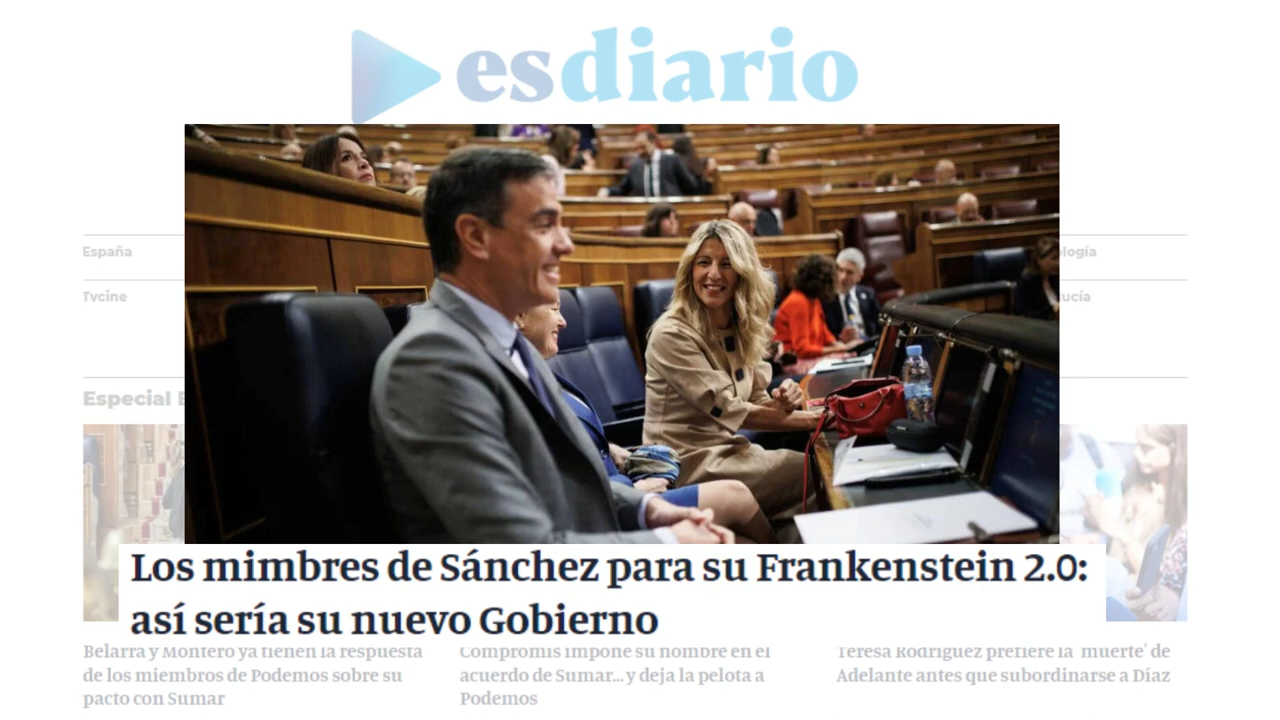 esdiario
España
logía
Tvcine
ucía
Especial E
Los mimbres de Sánchez para su Frankenstein 2.0:
así sería su nuevo Gobierno
Belarra y Montero ya tienen la respuesta
de los miembros de Podemos sobre su
pacto con Sumar
Compromís impone su nombre en el
acuerdo de Sumar... y deja la pelota a
Podemos
Teresa Rodríguez prefiere la 'muerte' de
Adelante antes que subordinarse a Díaz